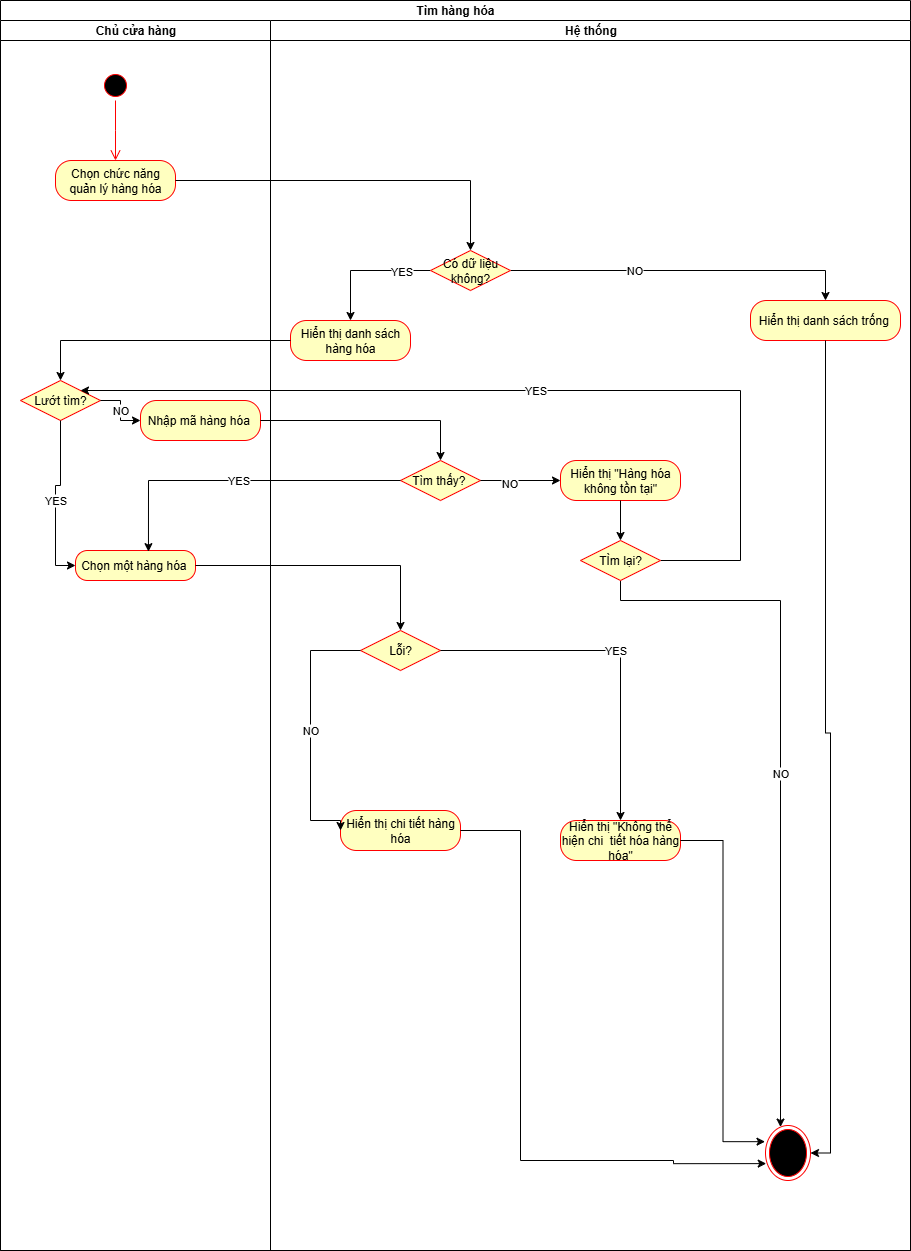 Tìm hàng hóa
Chủ cửa hàng
Hệ thống
Chọn chức năng
quản lý hàng hóa
Có dữ liệu
không?
YES
NO
Hiển thị danh sách
hàng hóa
Hiển thị danh sách trống
Lướt tìm?
NO
YES
Nhập mã hàng hóa
Tìm thấy?
YES
NO
Hiển thị "Hàng hóa
không tồn tại"
YES
Chọn một hàng hóa
TÌm lại?
Lỗi?
YES
NO
NO
Hiển thị chi tiết hàng
hóa
Hiển thị "Không thể
hiện chi  tiết hóa hàng
hóa"